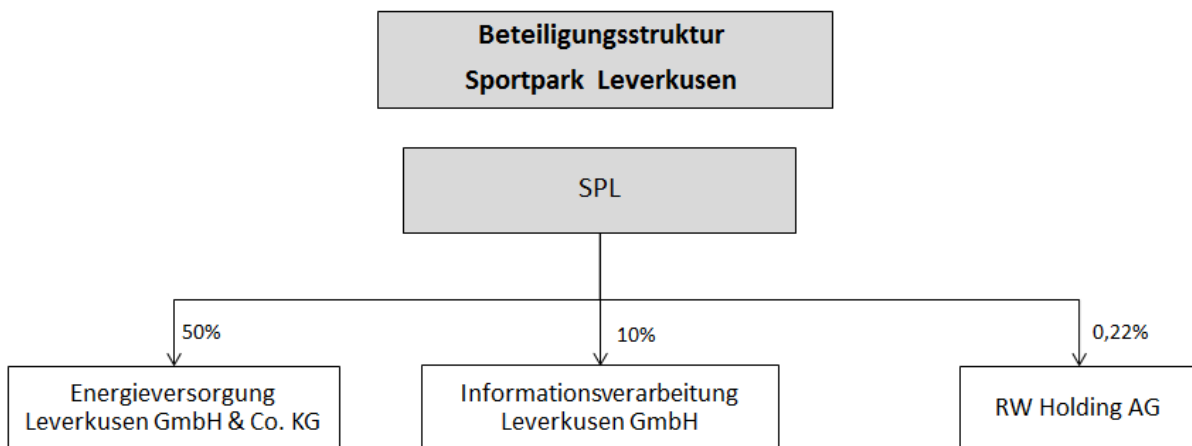 Beteiligungsstruktur
Sportpark Leverkusen
SPL
50%
10%
0,22%
Energieversorgung
Leverkusen GmbH & Co. KG
Informationsverarbeitung
Leverkusen GmbH
RW Holding AG